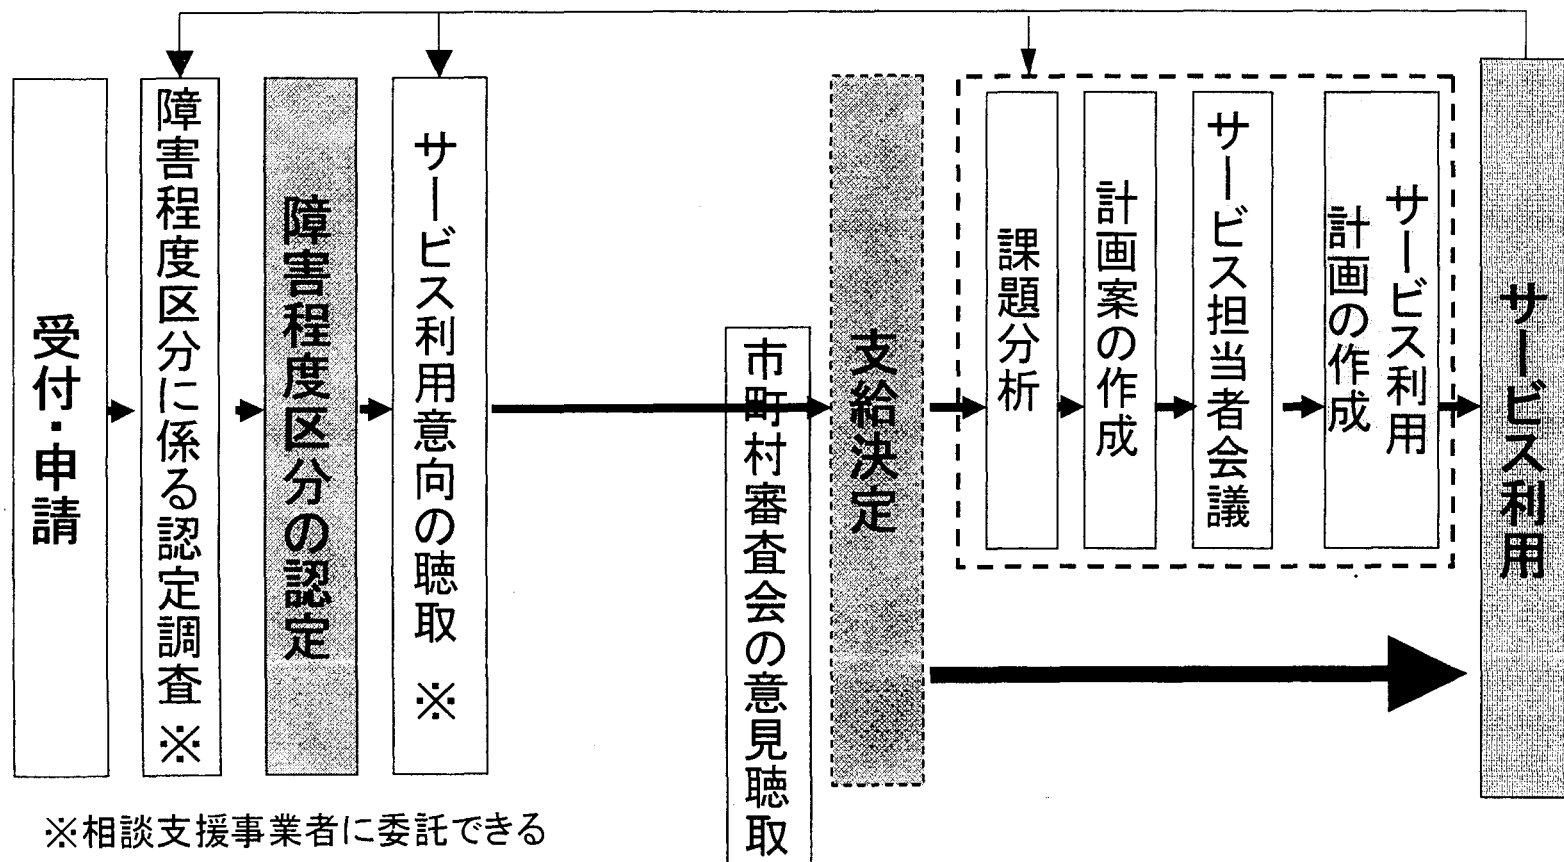 受付・申請
障害程度区分に係る認定調査 ※
障害程度区分の認定
サービス利用意向の聴取 ※
市町村審査会の意見聴取
支給決定
課題分析
計画案の作成
サービス担当者会議
サービス利用
計画の作成
サービス利用
※相談支援事業者に委託できる